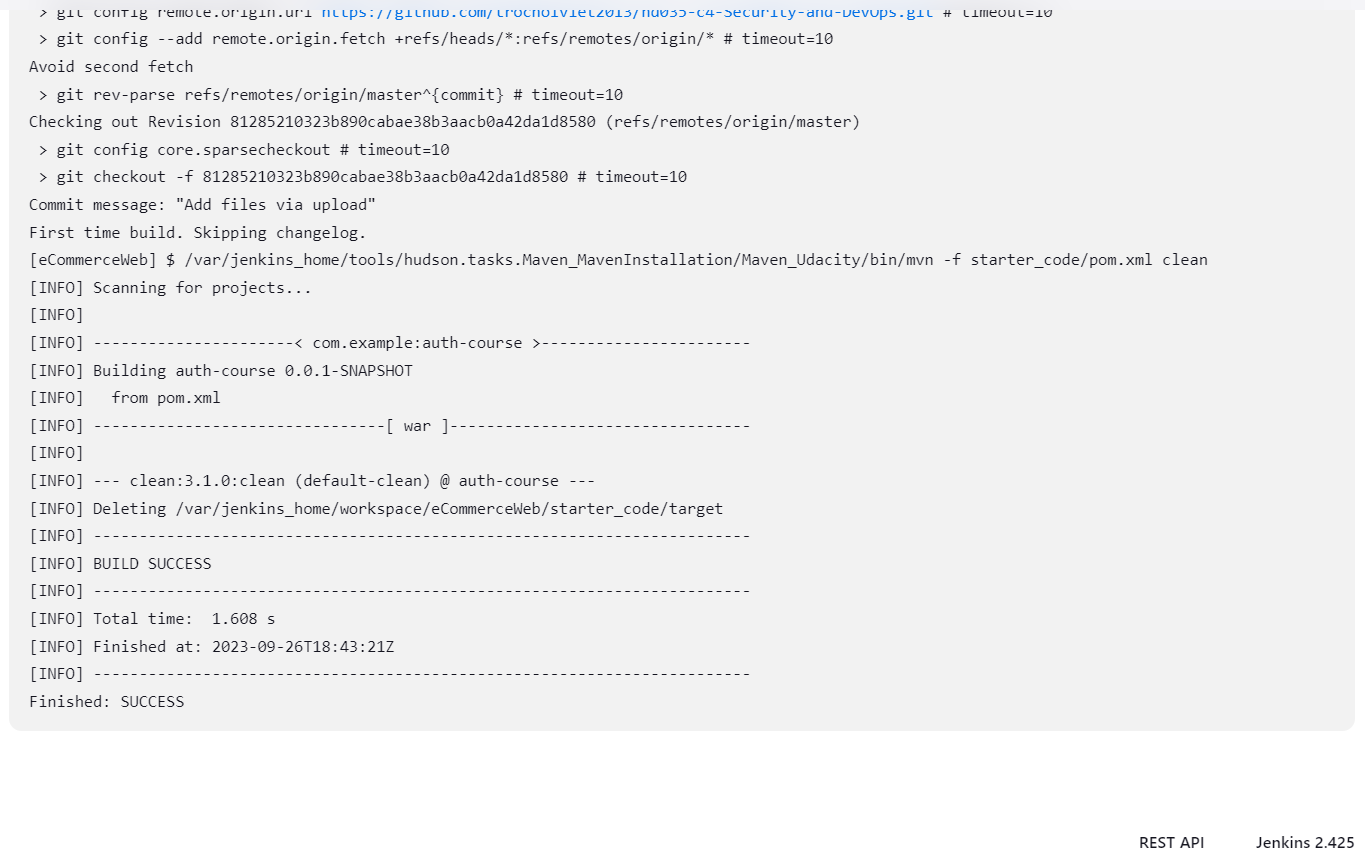 > git config remote.origin.url https://github.com/trochoiviet2013/nd035-c4-Security-and-DevOps.git # timeout=10
> git config --add remote.origin.fetch +refs/heads/*:refs/remotes/origin/* # timeout=10
Avoid second fetch
> git rev-parse refs/remotes/origin/master^{commit} # timeout=10
Checking out Revision 81285210323b890cabae38b3aacb0a42da1d8580 (refs/remotes/origin/master)
> git config core.sparsecheckout # timeout=10
> git checkout -f 81285210323b890cabae38b3aacb0a42da1d8580 # timeout=10
Commit message: "Add files via upload"
First time build. Skipping changelog.
[eCommerceWeb] $ /var/jenkins_home/tools/hudson.tasks.Maven_MavenInstallation/Maven_Udacity/bin/mvn -f starter_code/pom.xml clean
[INFO] Scanning for projects...
[INFO]
[INFO] ----------------------< com.example:auth-course >-----------------------
[INFO] Building auth-course 0.0.1-SNAPSHOT
[INFO]   from pom.xml
[INFO] --------------------------------[ war ]---------------------------------
[INFO]
[INFO] --- clean:3.1.0:clean (default-clean) @ auth-course ---
[INFO] Deleting /var/jenkins_home/workspace/eCommerceWeb/starter_code/target
[INFO] ------------------------------------------------------------------------
[INFO] BUILD SUCCESS
[INFO] ------------------------------------------------------------------------
[INFO] Total time:  1.608 s
[INFO] Finished at: 2023-09-26T18:43:21Z
[INFO] ------------------------------------------------------------------------
Finished: SUCCESS
REST API
Jenkins 2.425